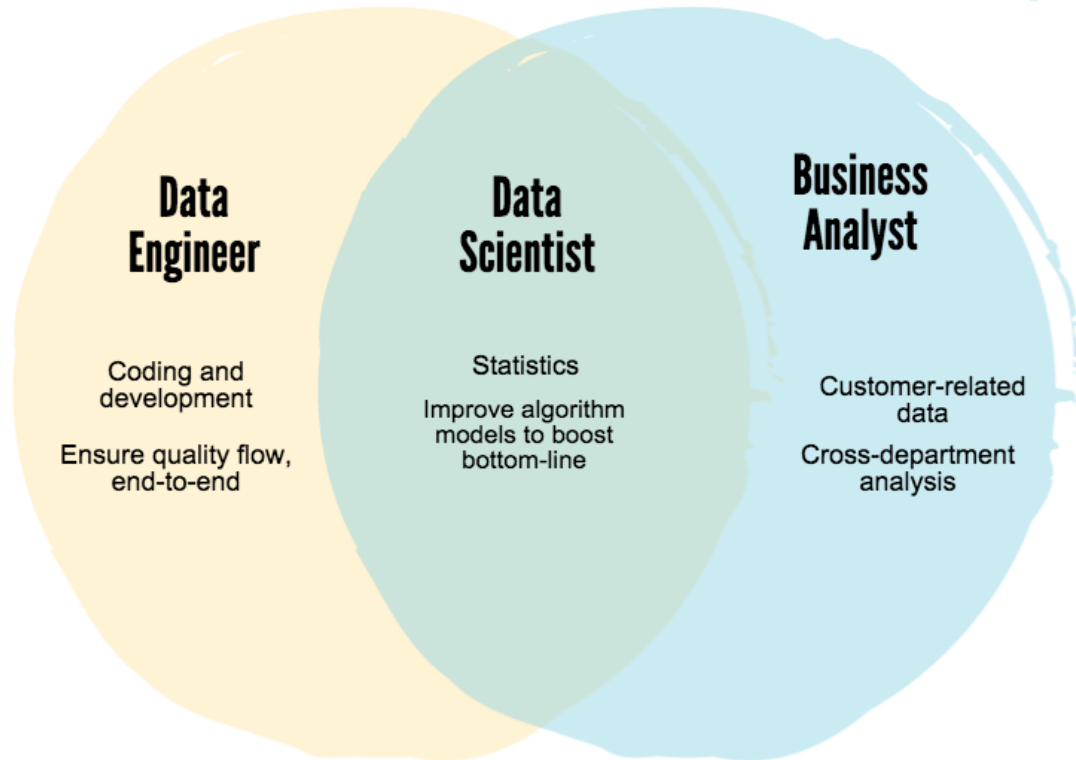 Data
Engineer
Coding and
development
Ensure quality flow,
end-to-end
Data
Scientist
Statistics
Improve algorithm
models to boost
bottom-line
Business
Analyst
Customer-related
data
Cross-department
analysis